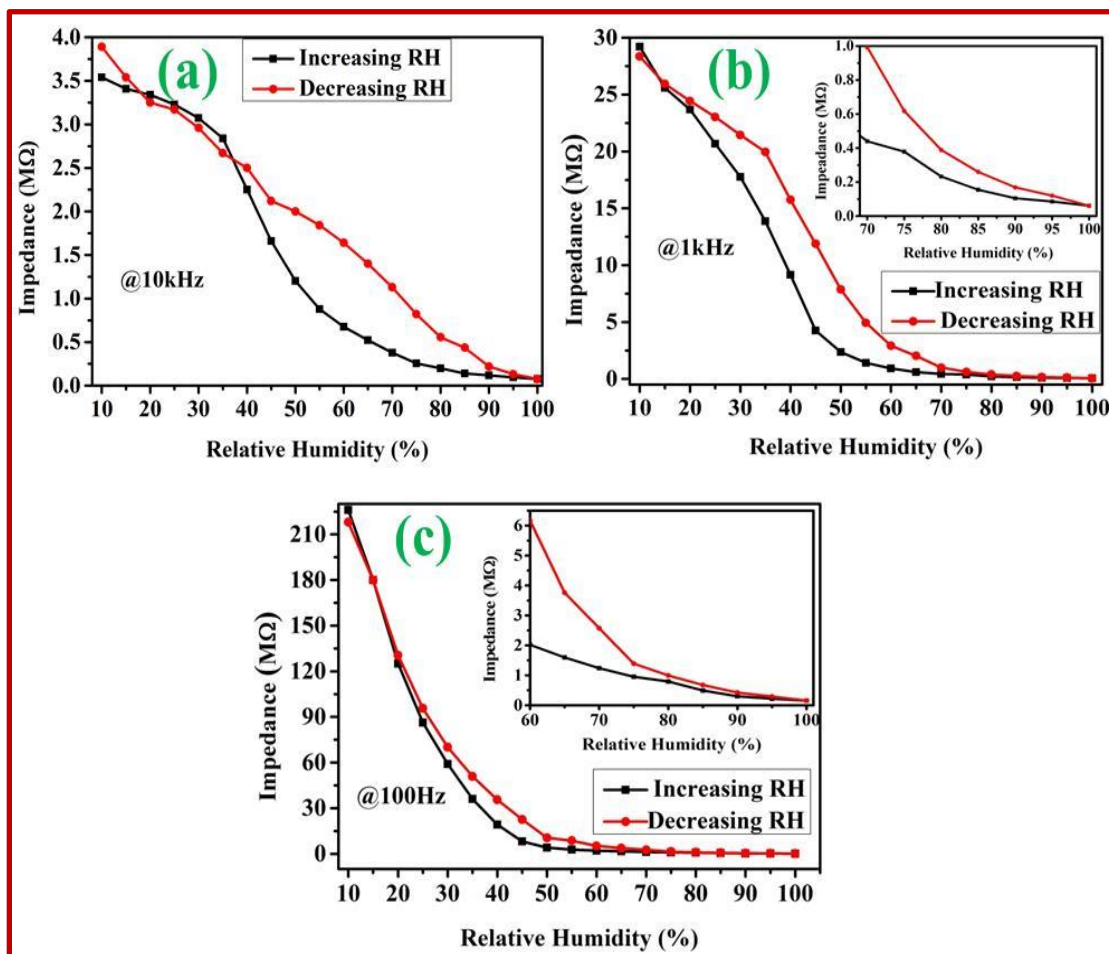 (a)
Increasing RH
Decreasing RH
4.0
3.5
3.0
2.5
2.0
1.5
1.0
0.5
0.0
Impedance (MΩ)
@10kHz
10 20 30 40 50 60 70 80 90 100
Relative Humidity (%)
(b)
30
25
20
15
10
5
0
Impeadance (MΩ)
@1kHz
1.0
0.8
0.6
0.4
0.2
0.0
Impeadance (MΩ)
70 75 80 85 90 95 100
Relative Humidity (%)
Increasing RH
Decreasing RH
10 20 30 40 50 60 70 80 90 100
Relative Humidity (%)
(c)
210
180
150
120
90
60
30
0
Impedance (MΩ)
@100Hz
6
5
4
3
2
1
0
Impedance (MΩ)
60 70 80 90 100
Relative Humidity (%)
Increasing RH
Decreasing RH
10 20 30 40 50 60 70 80 90 100
Relative Humidity (%)